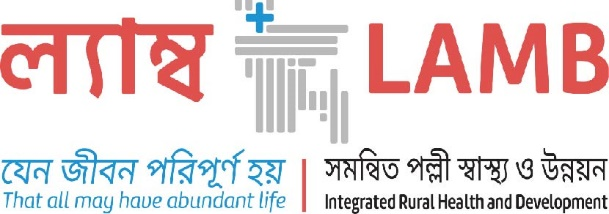 ল্যাম্ব LAMB
যেন জীবন পরিপূর্ণ হয়
That all may have abundant life
সমন্বিত পল্লী স্বাস্থ্য ও উন্নয়ন
Integrated Rural Health and Development